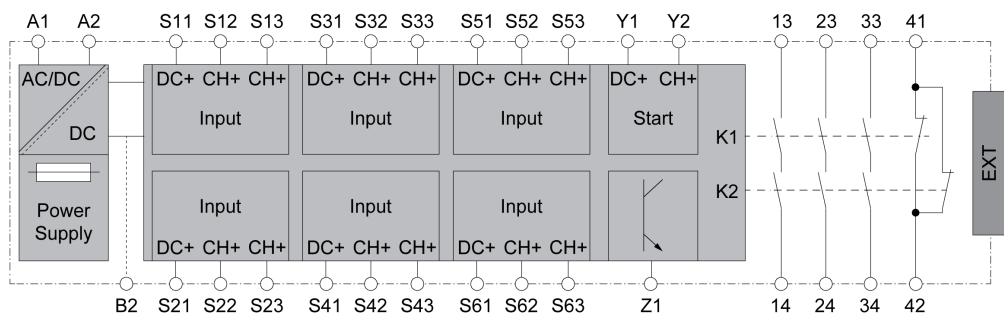 A1 A2 S11 S12 S13 S31 S32 S33 S51 S52 S53 Y1 Y2 13 23 33 41
AC/DC DC+ CH+ CH+ DC+ CH+ CH+ DC+ CH+ CH+ DC+ CH+
Input Input Input Start
DC K1
EXT
K2
Power Supply
Input Input Input
DC+ CH+ CH+ DC+ CH+ CH+ DC+ CH+ CH+
B2 S21 S22 S23 S41 S42 S43 S61 S62 S63 Z1 14 24 34 42